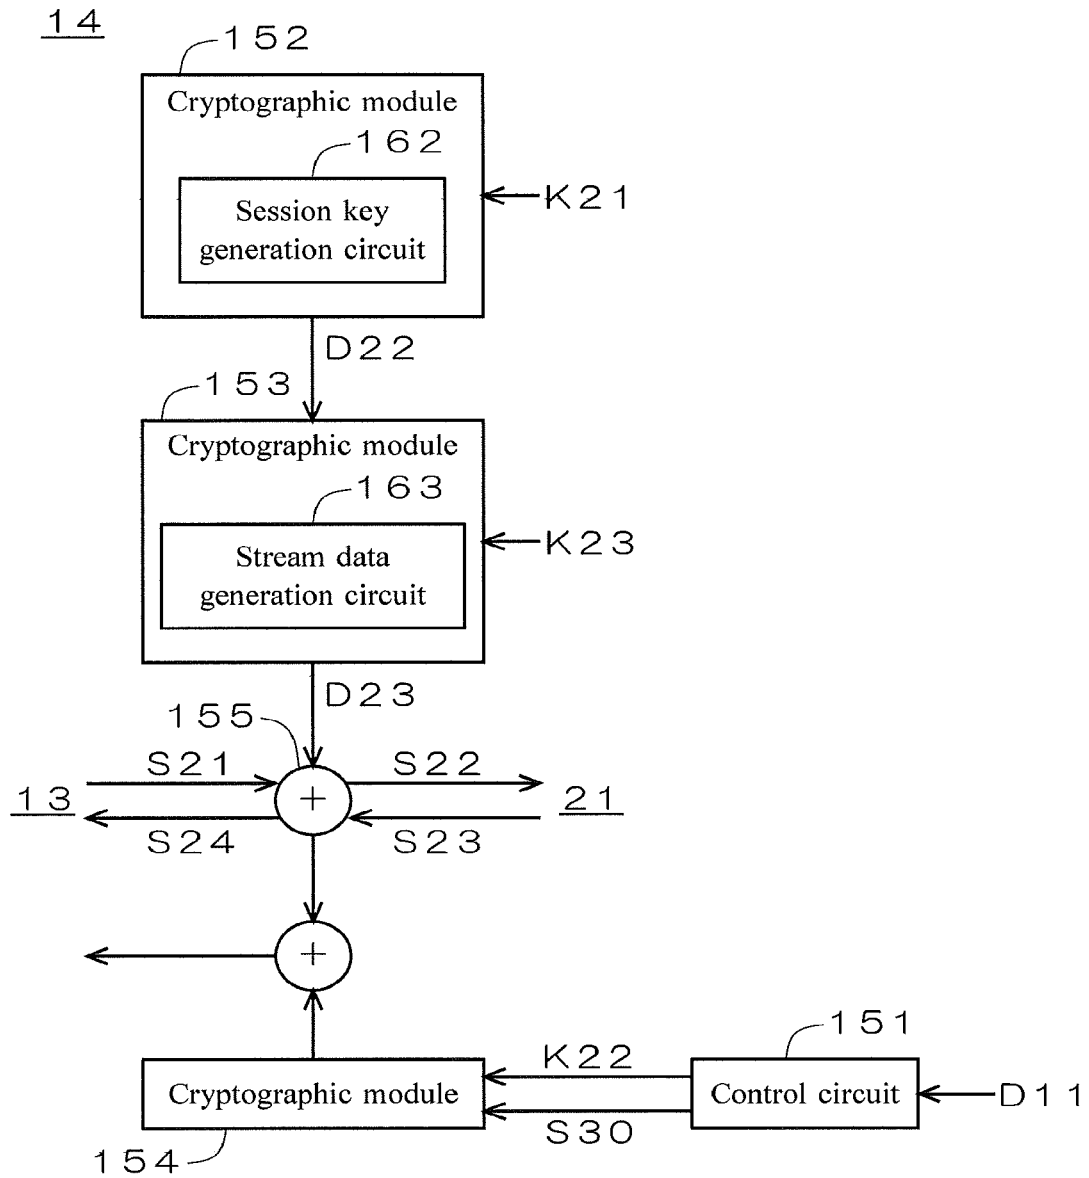 14
152
Cryptographic module
162
Session key
generation circuit
K21
D22
153
Cryptographic module
163
Stream data
generation circuit
K23
D23
155
S21
S22
+
13
21
S24
S23
+
151
K22
Cryptographic module
Control circuit
D11
S30
154